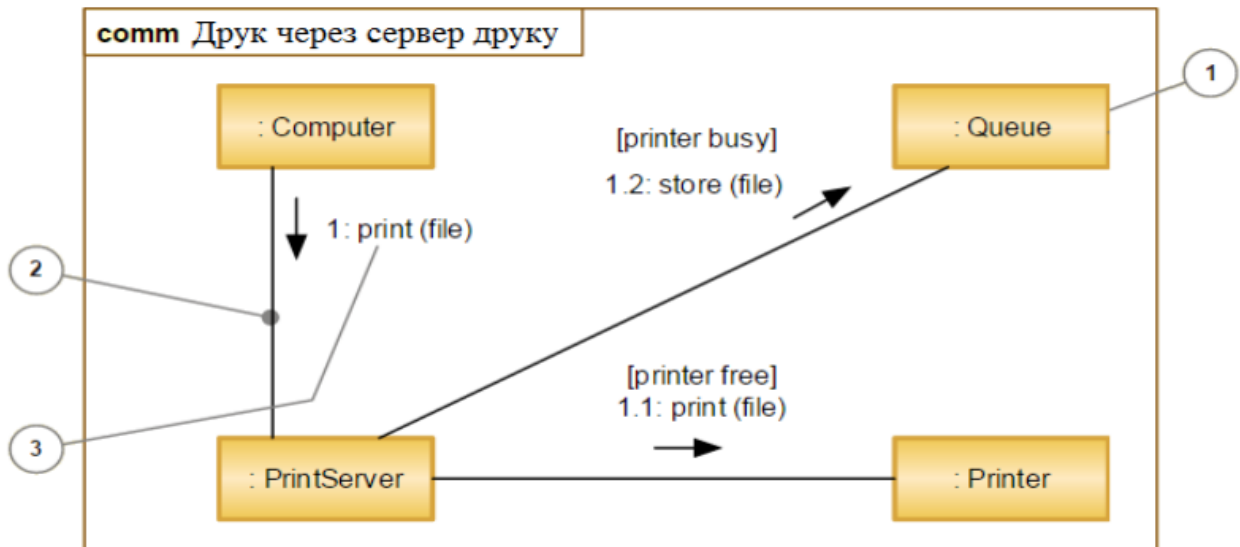 comm Друк через сервер друку
1
: Computer
: Queue
[printer busy]
1.2: store (file)
1: print (file)
2
[printer free]
1.1: print (file)
3
: PrintServer
: Printer